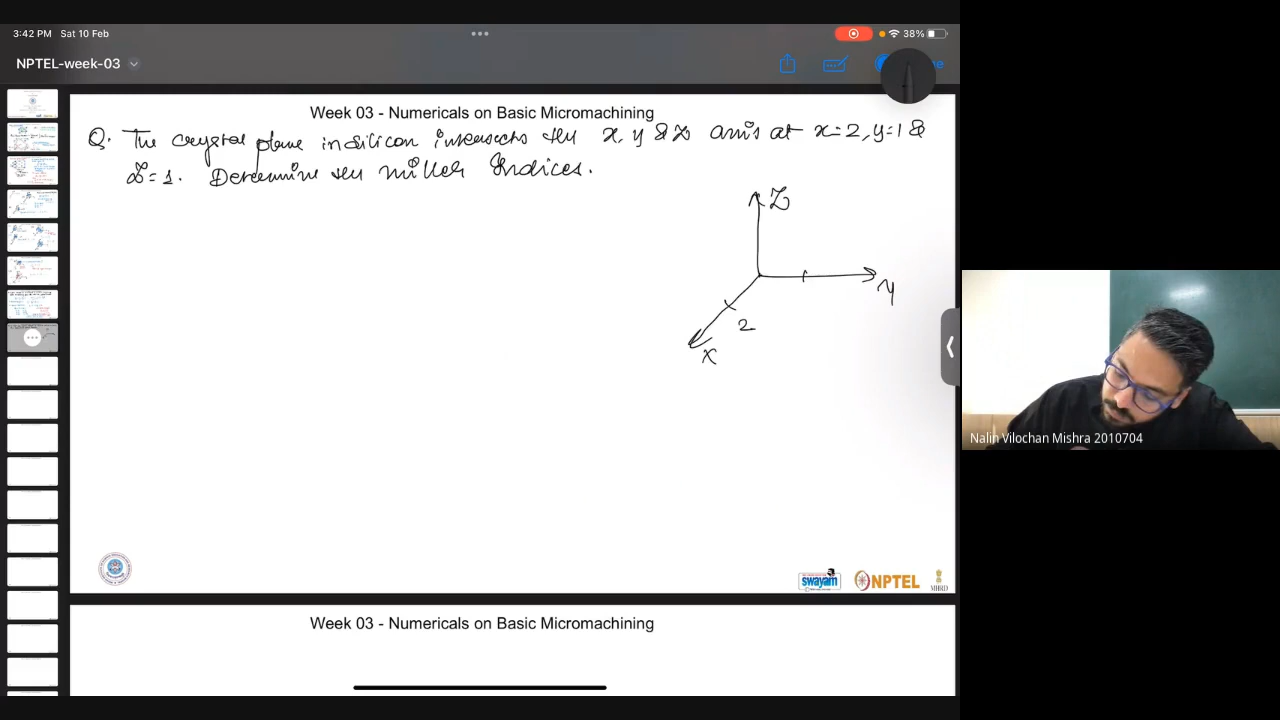 3:42 PM Sat 10 Feb
38%
NPTEL-week-03
Week 03 - Numericals on Basic Micromachining
Q. The crystal plane in silicon intersects the x, y & z axis at x=2, y=1 &
z=1. Determine the miller Indices.
Z
y
2
x
Nalin Vilochan Mishra 2010704
swayam
NPTEL
MHRD
Week 03 - Numericals on Basic Micromachining